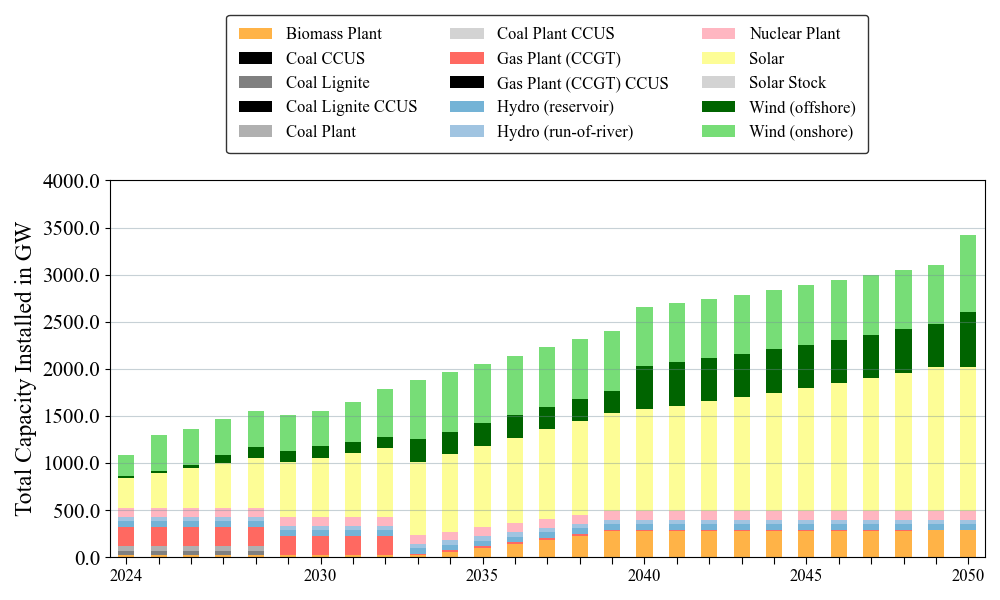 Biomass Plant
Coal CCUS
Coal Lignite
Coal Lignite CCUS
Coal Plant
Coal Plant CCUS
Gas Plant (CCGT)
Gas Plant (CCGT) CCUS
Hydro (reservoir)
Hydro (run-of-river)
Nuclear Plant
Solar
Solar Stock
Wind (offshore)
Wind (onshore)
Total Capacity Installed in GW
4000.0
3500.0
3000.0
2500.0
2000.0
1500.0
1000.0
500.0
0.0
2024 2030 2035 2040 2045 2050